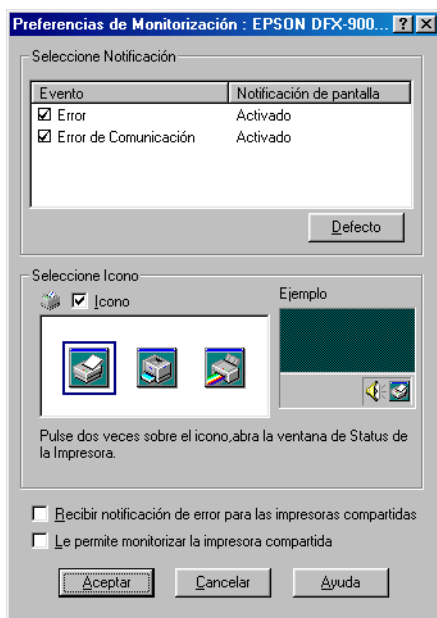 Preferencias de Monitorización : EPSON DFX-900...
Seleccione Notificación
Evento Notificación de pantalla
Error Activado
Error de Comunicación Activado
Defecto
Seleccione Icono
Icono
Ejemplo
Pulse dos veces sobre el icono,abra la ventana de Status de
la Impresora.
Recibir notificación de error para las impresoras compartidas
Le permite monitorizar la impresora compartida
Aceptar Cancelar Ayuda